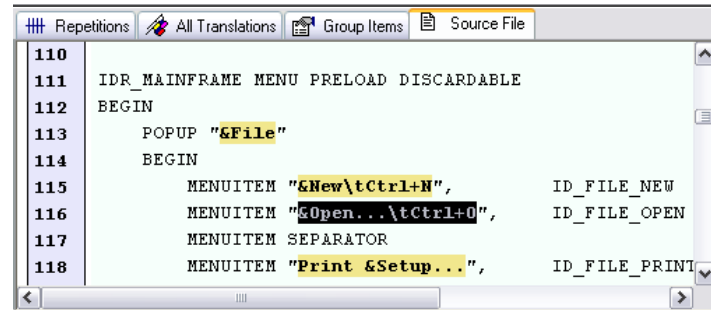 Repetitions All Translations Group Items Source File
110
111 IDR_MAINFRAME MENU PRELOAD DISCARDABLE
112 BEGIN
113 POPUP "&File"
114 BEGIN
115 MENUITEM "&New\tCtrl+N", ID_FILE_NEW
116 MENUITEM "&Open...\tCtrl+O", ID_FILE_OPEN
117 MENUITEM SEPARATOR
118 MENUITEM "Print &Setup...", ID_FILE_PRINT